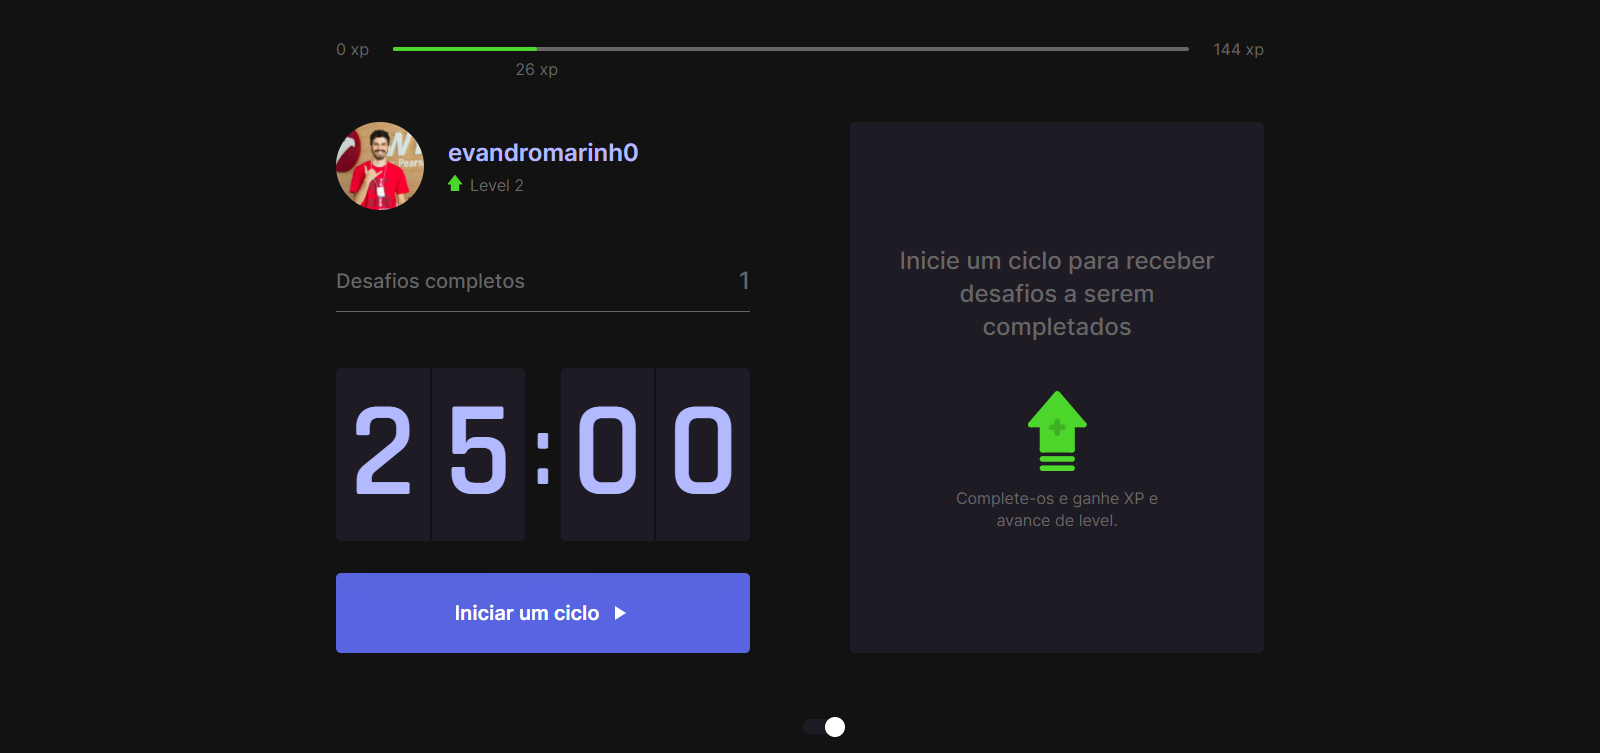 0 xp
144 xp
26 xp
evandromarinh0
Level 2
Desafios completos 1
25:00
Iniciar um ciclo
Inicie um ciclo para receber
desafios a serem
completados
Complete-os e ganhe XP e
avance de level.